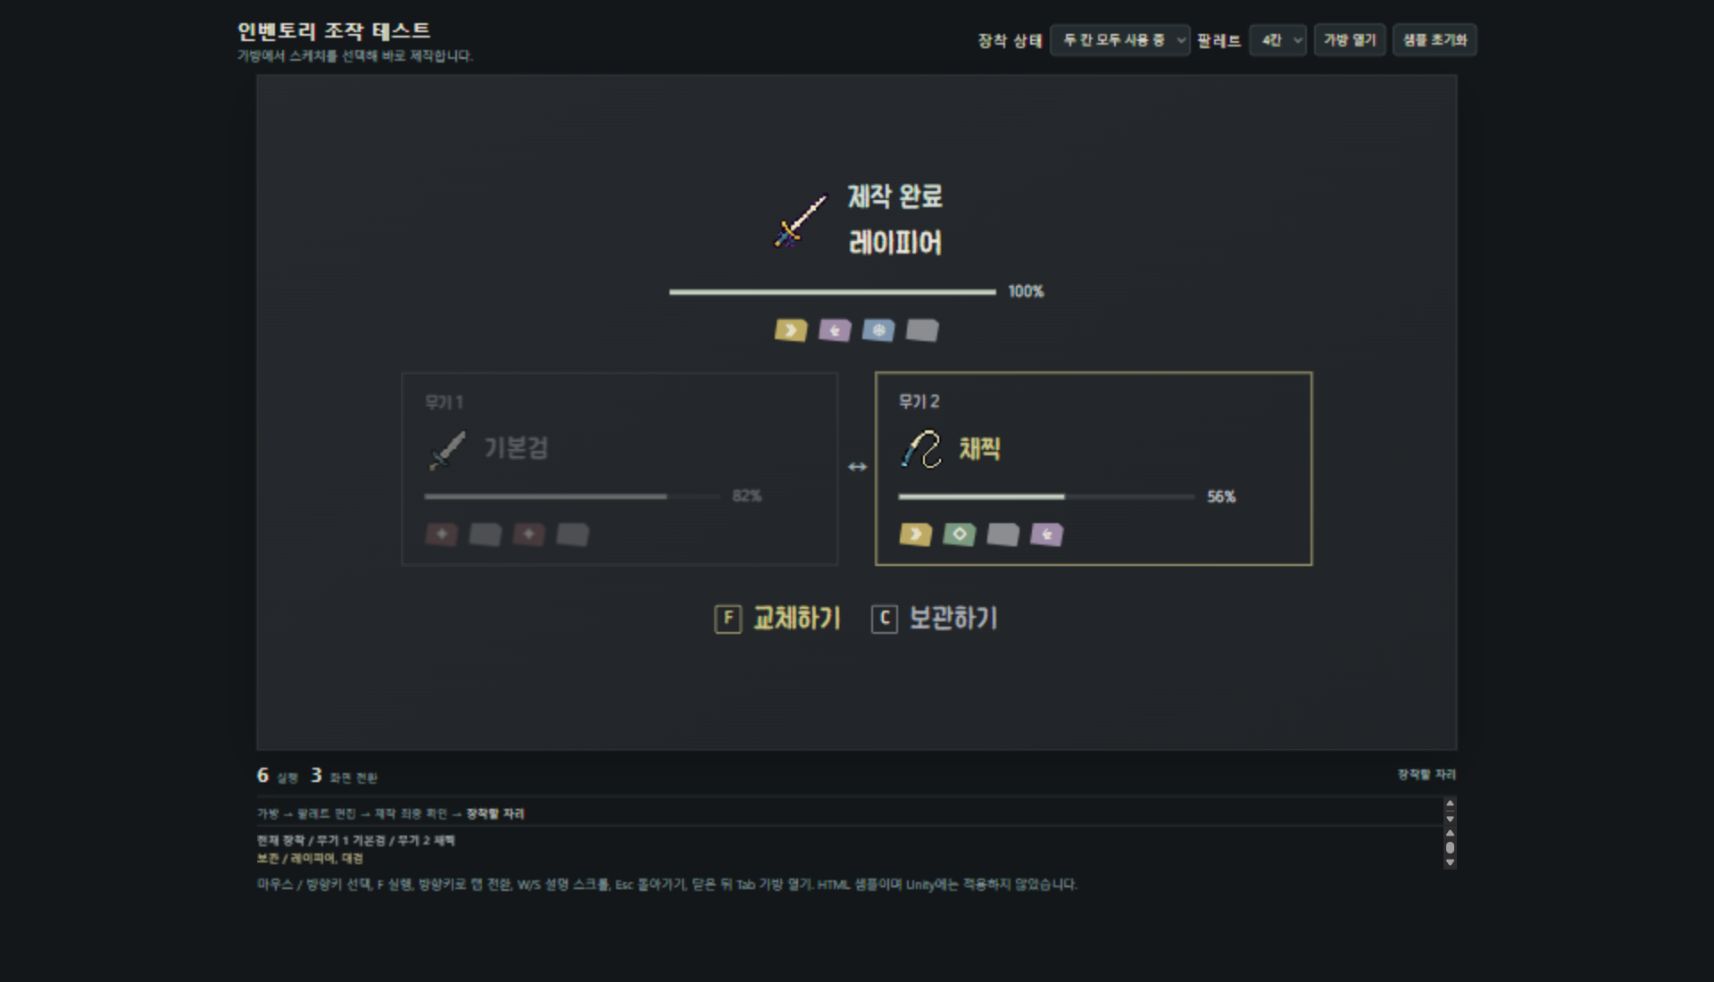 인벤토리 조작 테스트
가방에서 스케치를 선택해 바로 제작합니다.
장착 상태 두 칸 모두 사용 중 팔레트 4칸 가방 열기 샘플 초기화
제작 완료
레이피어
100%
무기 1
기본검
82%
무기 2
채찍
56%
F 교체하기 C 보관하기
6 실행 3 화면 전환
장착할 자리
가방 → 팔레트 편집 → 제작 최종 확인 → 장착할 자리
현재 장착 / 무기 1 기본검 / 무기 2 채찍
보관 / 레이피어, 대검
마우스 / 방향키 선택, F 실행, 방향키로 탭 전환, W/S 설명 스크롤, Esc 돌아가기, 닫은 뒤 Tab 가방 열기. HTML 샘플이며 Unity에는 적용하지 않았습니다.